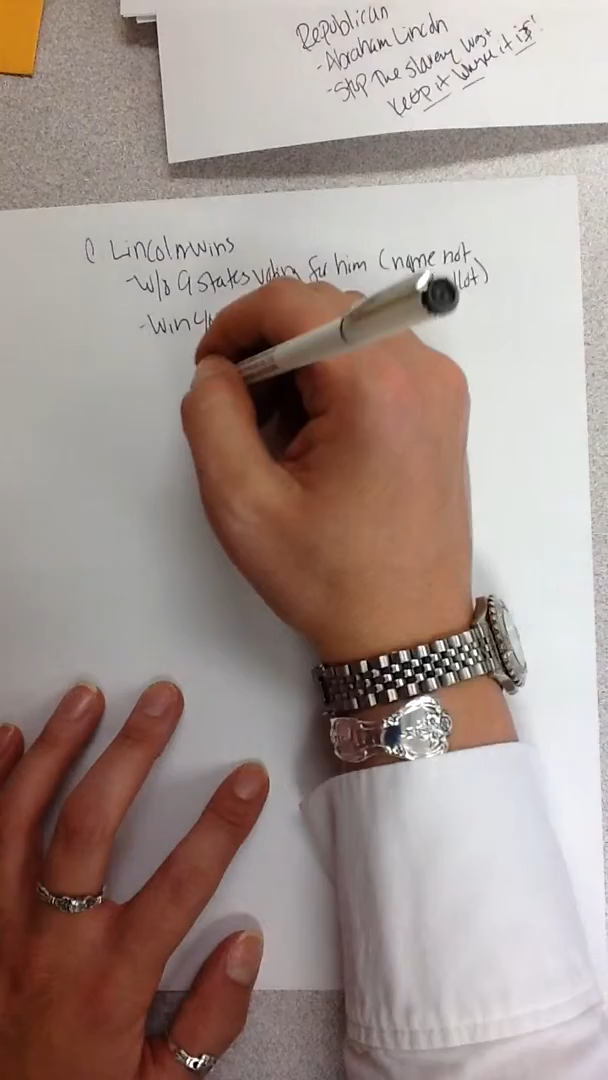 Republican
- Abraham Lincoln
- Stop the slavery west
keep it where it is!
Lincoln wins
- w/o 9 states voting for him (name not
- Win